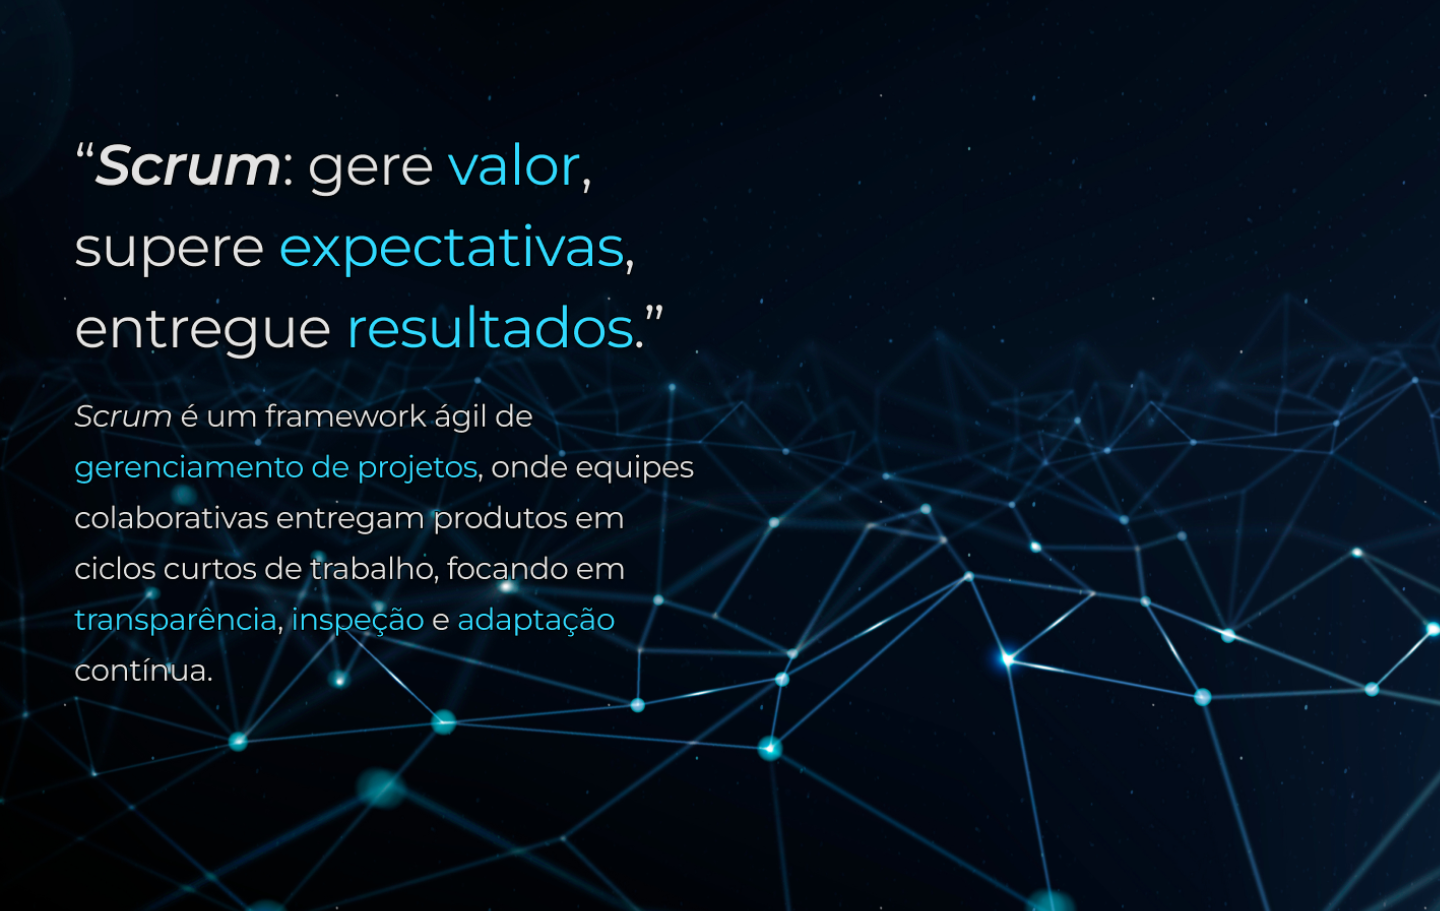 “Scrum: gere valor,
supere expectativas,
entregue resultados.”
Scrum é um framework ágil de
gerenciamento de projetos, onde equipes
colaborativas entregam produtos em
ciclos curtos de trabalho, focando em
transparência, inspeção e adaptação
contínua.